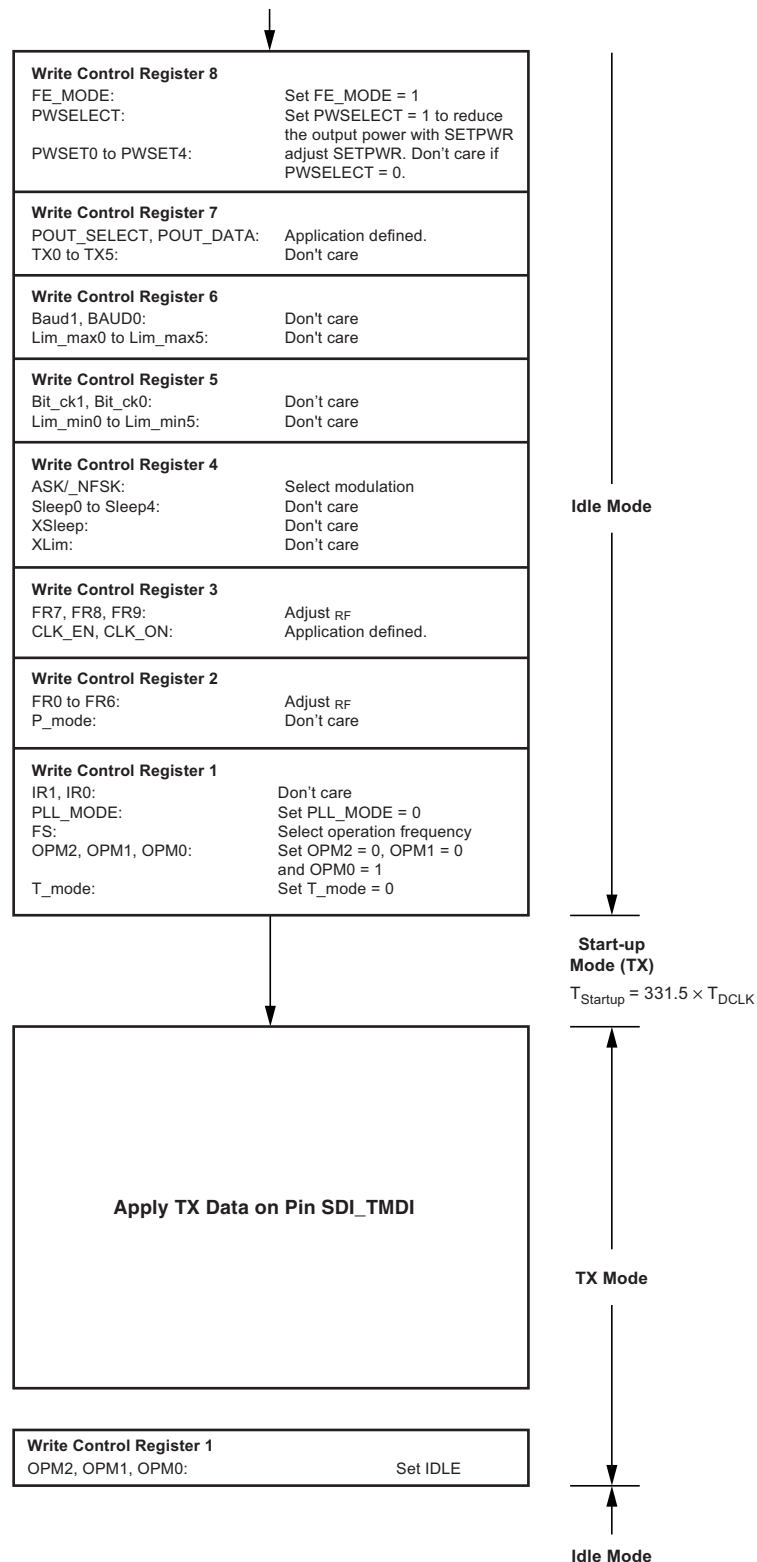 Write Control Register 8
FE_MODE: Set FE_MODE = 1
PWSELECT: Set PWSELECT = 1 to reduce
the output power with SETPWR
PWSET0 to PWSET4: adjust SETPWR. Don’t care if
PWSELECT = 0.
Write Control Register 7
POUT_SELECT, POUT_DATA: Application defined.
TX0 to TX5: Don't care
Write Control Register 6
Baud1, BAUD0: Don't care
Lim_max0 to Lim_max5: Don't care
Write Control Register 5
Bit_ck1, Bit_ck0: Don’t care
Lim_min0 to Lim_min5: Don't care
Write Control Register 4
ASK/_NFSK: Select modulation
Sleep0 to Sleep4: Don't care
XSleep: Don't care
XLim: Don’t care
Idle Mode
Write Control Register 3
FR7, FR8, FR9: Adjust RF
CLK_EN, CLK_ON: Application defined.
Write Control Register 2
FR0 to FR6: Adjust RF
P_mode: Don’t care
Write Control Register 1
IR1, IR0: Don’t care
PLL_MODE: Set PLL_MODE = 0
FS: Select operation frequency
OPM2, OPM1, OPM0: Set OPM2 = 0, OPM1 = 0
and OPM0 = 1
T_mode: Set T_mode = 0
Start-up
Mode (TX)
TStartup = 331.5 × TDCLK
Apply TX Data on Pin SDI_TMDI
TX Mode
Write Control Register 1
OPM2, OPM1, OPM0: Set IDLE
Idle Mode